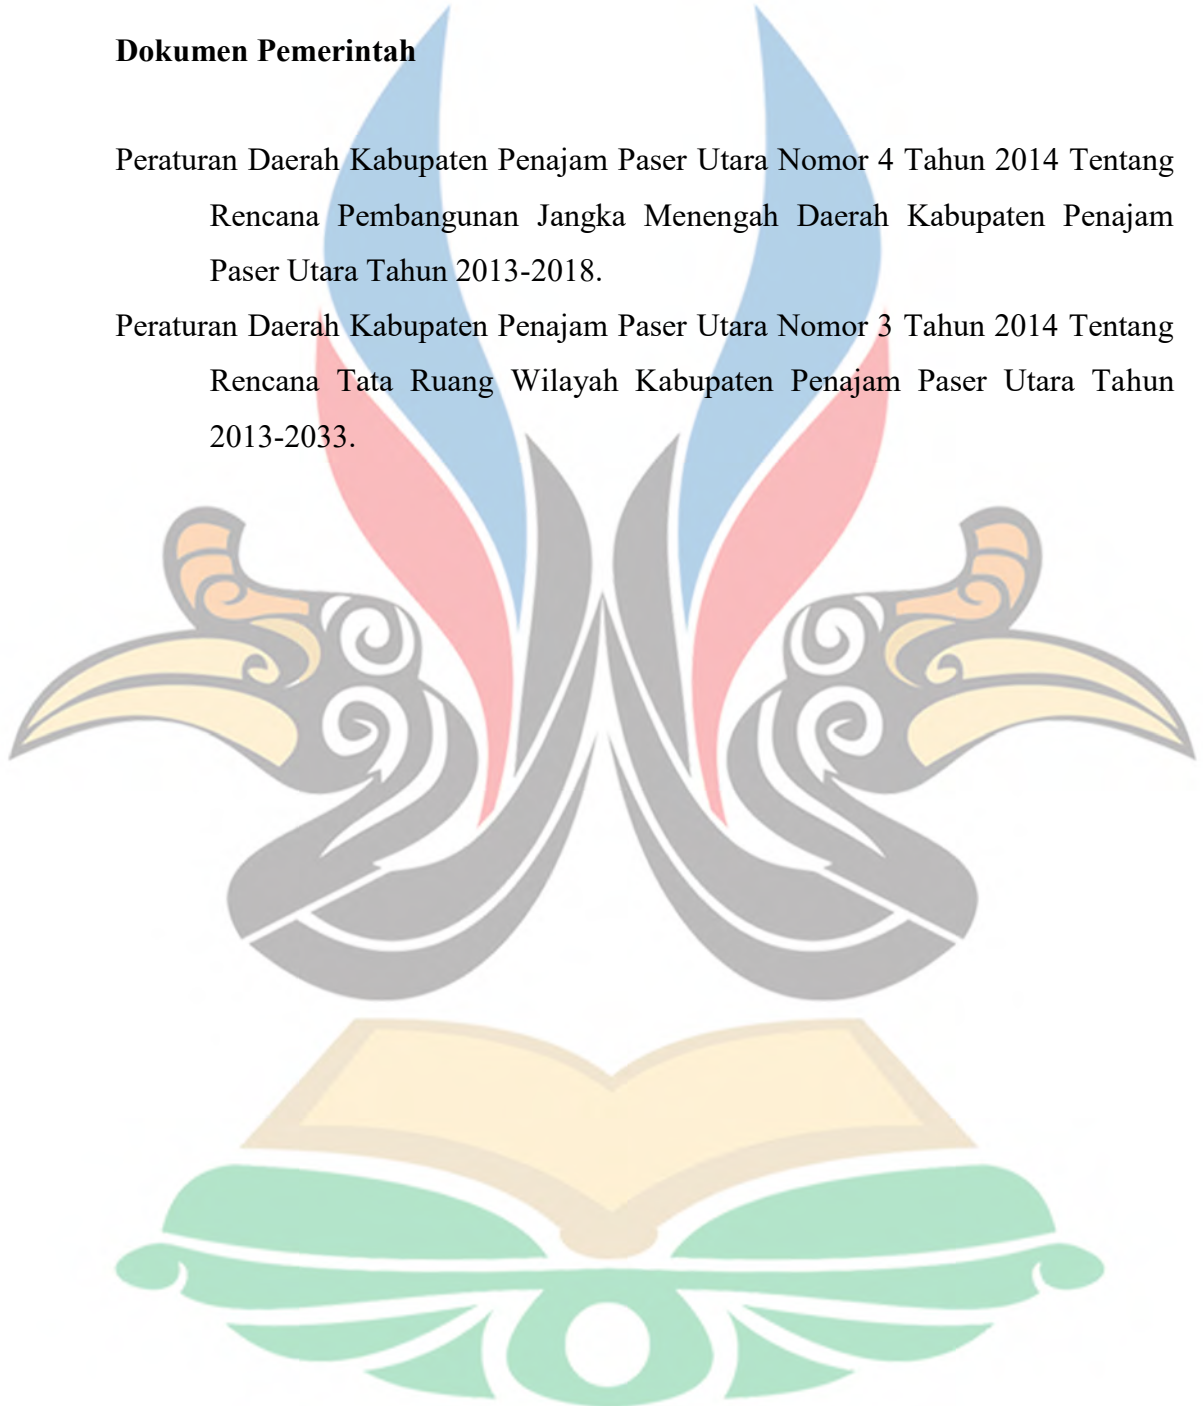 Dokumen Pemerintah
Peraturan Daerah Kabupaten Penajam Paser Utara Nomor 4 Tahun 2014 Tentang
Rencana Pembangunan Jangka Menengah Daerah Kabupaten Penajam
Paser Utara Tahun 2013-2018.
Peraturan Daerah Kabupaten Penajam Paser Utara Nomor 3 Tahun 2014 Tentang
Rencana Tata Ruang Wilayah Kabupaten Penajam Paser Utara Tahun
2013-2033.